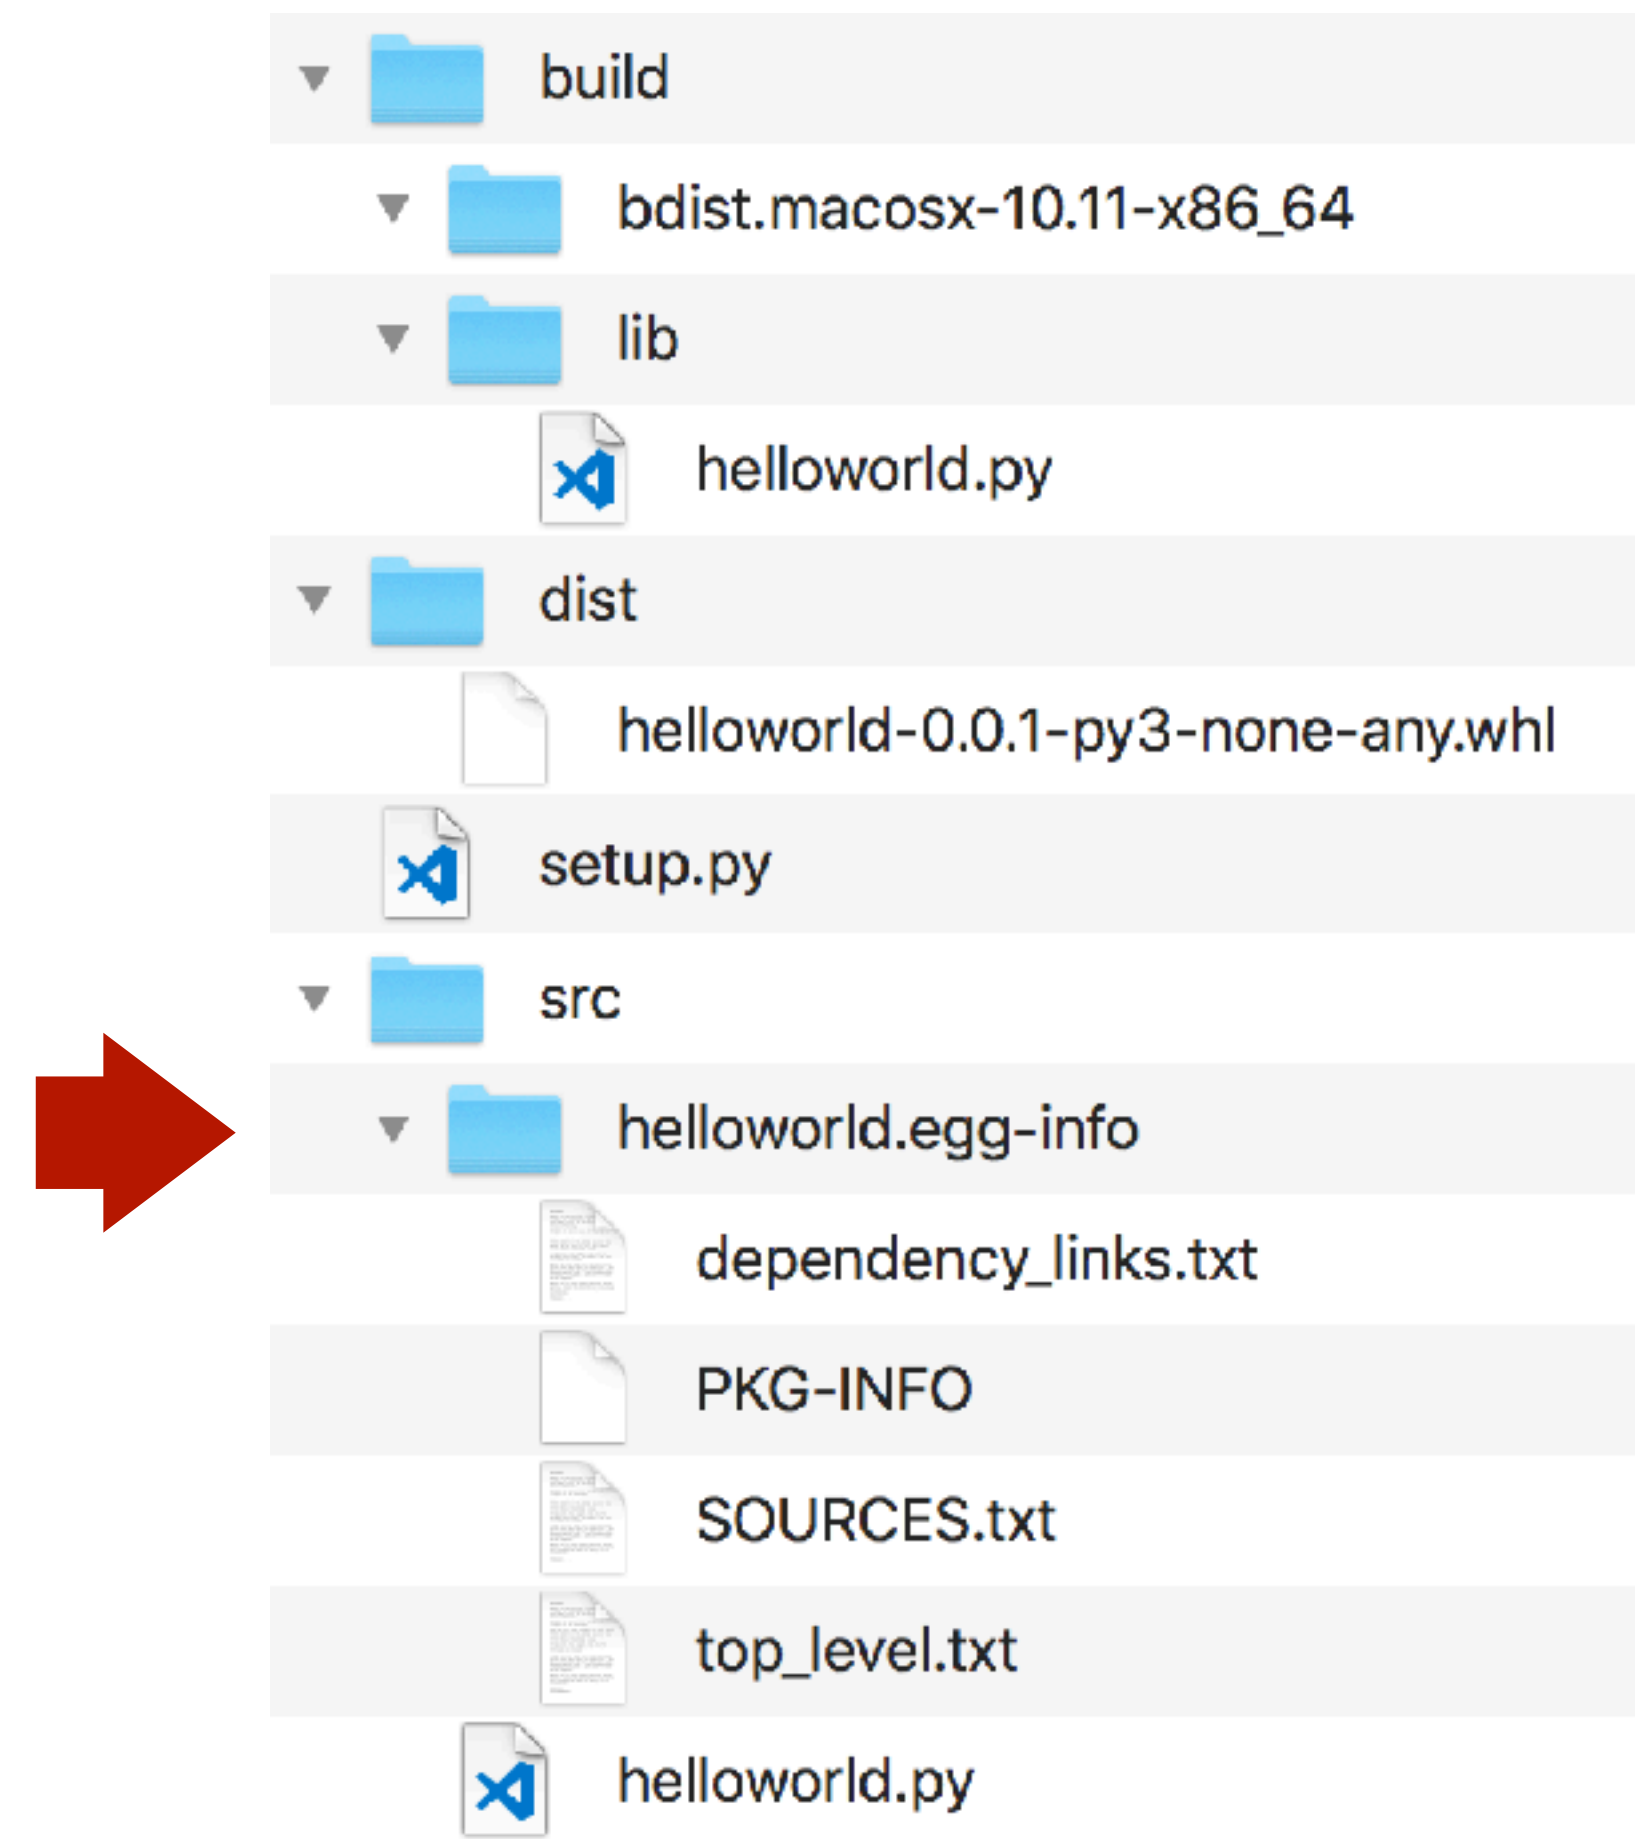 build
bdist.macosx-10.11-x86_64
lib
helloworld.py
dist
helloworld-0.0.1-py3-none-any.whl
setup.py
src
helloworld.egg-info
dependency_links.txt
PKG-INFO
SOURCES.txt
top_level.txt
helloworld.py